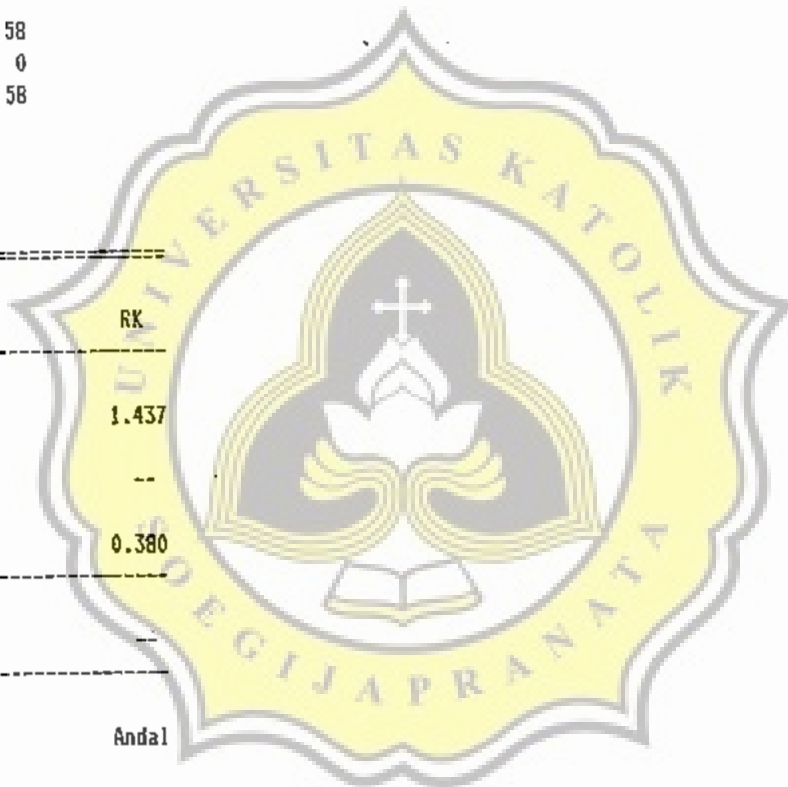 58
0
58
UNIVERSITAS KATOLIK
RK
1.437
--
0.380
--
SOEGIJAPRANATA
Andal